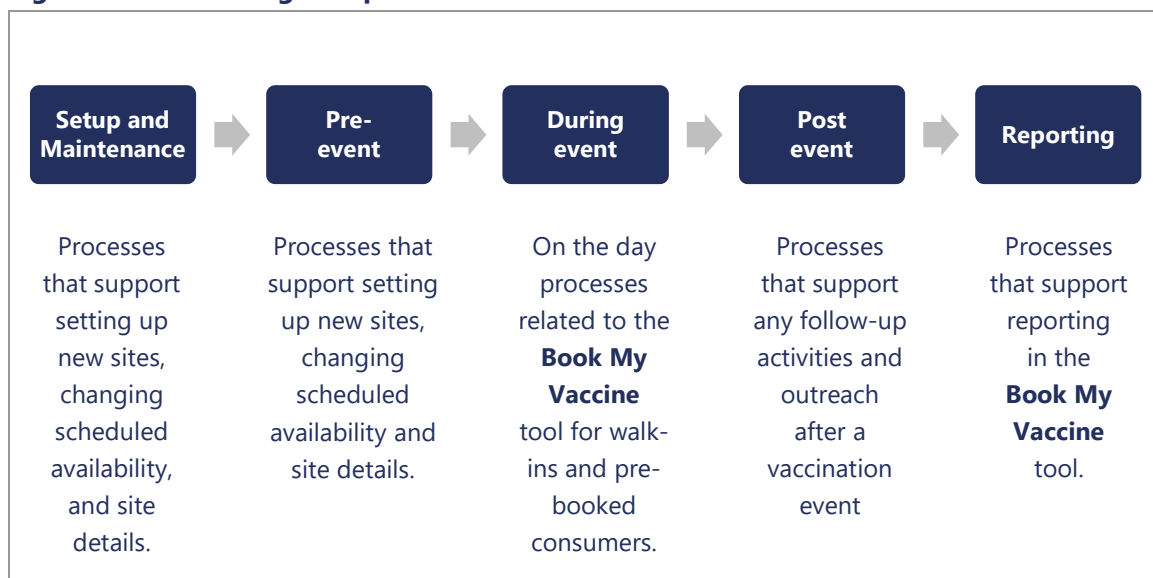 Setup and
Maintenance
Pre-
event
During
event
Post
event
Reporting
Processes
that support
setting up
new sites,
changing
scheduled
availability,
and site
details.
Processes that
support setting
up new sites,
changing
scheduled
availability and
site details.
On the day
processes
related to the
Book My
Vaccine
tool for walk-
ins and pre-
booked
consumers.
Processes
that support
any follow-up
activities and
outreach
after a
vaccination
event
Processes
that support
reporting
in the
Book My
Vaccine
tool.